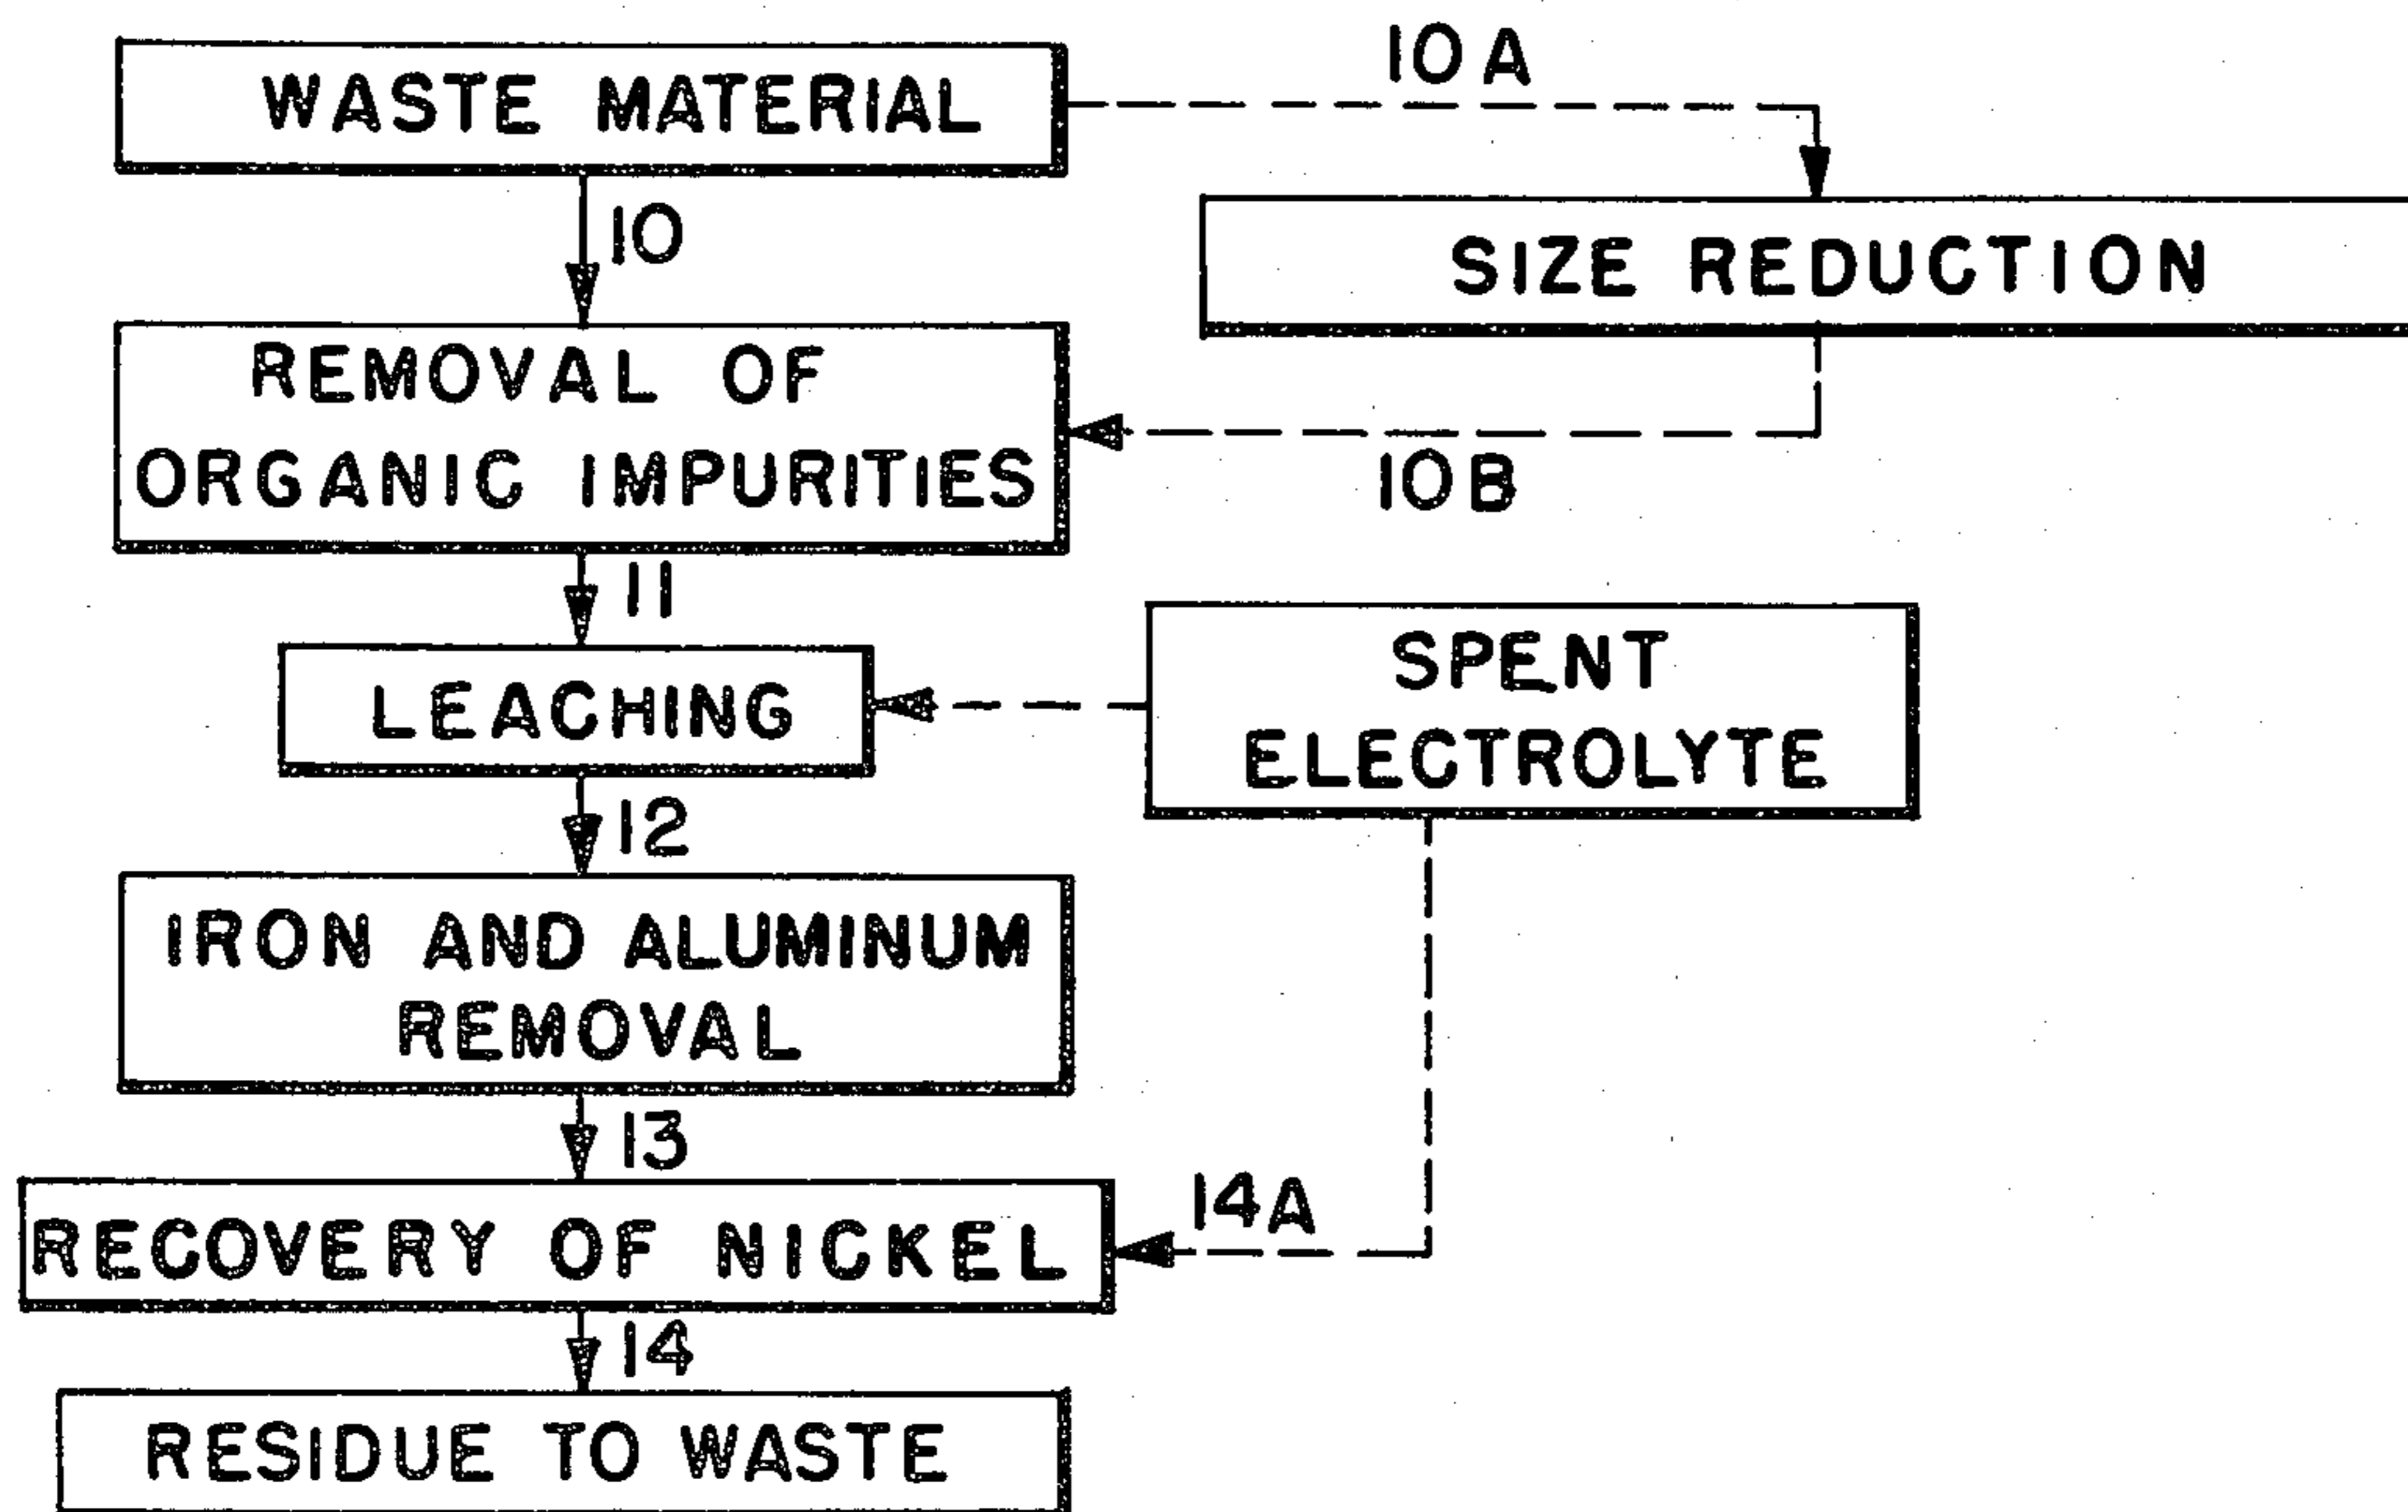 WASTE MATERIAL
10A
10
SIZE REDUCTION
REMOVAL OF
ORGANIC IMPURITIES
10B
11
LEACHING
SPENT
ELECTROLYTE
12
IRON AND ALUMINUM
REMOVAL
13
RECOVERY OF NICKEL
14A
14
RESIDUE TO WASTE